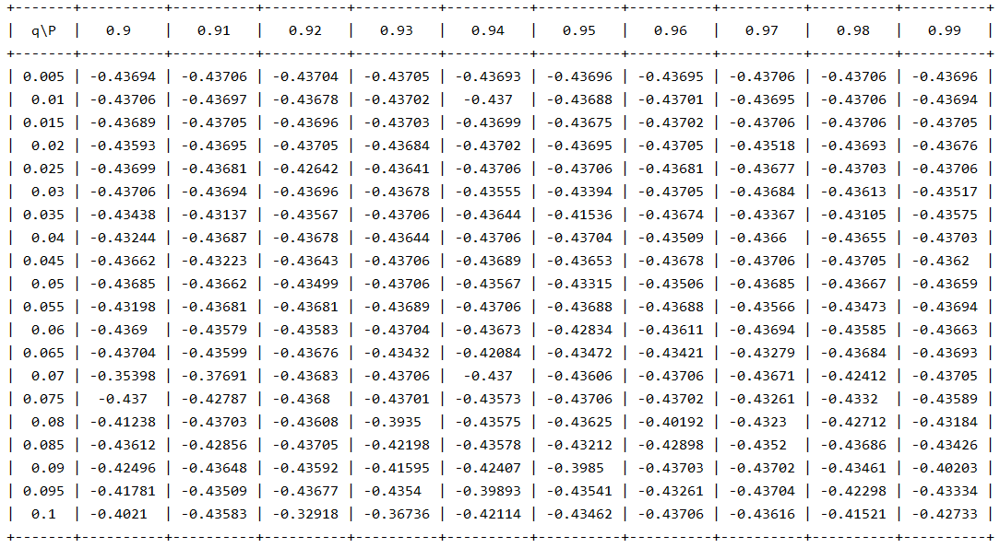 +-------+----------+----------+----------+----------+----------+----------+----------+----------+----------+----------+
|  q\P  |   0.9    |   0.91   |   0.92   |   0.93   |   0.94   |   0.95   |   0.96   |   0.97   |   0.98   |   0.99   |
+-------+----------+----------+----------+----------+----------+----------+----------+----------+----------+----------+
| 0.005 | -0.43694 | -0.43706 | -0.43704 | -0.43705 | -0.43693 | -0.43696 | -0.43695 | -0.43706 | -0.43706 | -0.43696 |
|  0.01 | -0.43706 | -0.43697 | -0.43678 | -0.43702 |  -0.437  | -0.43688 | -0.43701 | -0.43695 | -0.43706 | -0.43694 |
| 0.015 | -0.43689 | -0.43705 | -0.43696 | -0.43703 | -0.43699 | -0.43675 | -0.43702 | -0.43706 | -0.43706 | -0.43705 |
|  0.02 | -0.43593 | -0.43695 | -0.43705 | -0.43684 | -0.43702 | -0.43695 | -0.43705 | -0.43518 | -0.43693 | -0.43676 |
| 0.025 | -0.43699 | -0.43681 | -0.42642 | -0.43641 | -0.43706 | -0.43706 | -0.43681 | -0.43677 | -0.43703 | -0.43706 |
|  0.03 | -0.43706 | -0.43694 | -0.43696 | -0.43678 | -0.43555 | -0.43394 | -0.43705 | -0.43684 | -0.43613 | -0.43517 |
| 0.035 | -0.43438 | -0.43137 | -0.43567 | -0.43706 | -0.43644 | -0.41536 | -0.43674 | -0.43367 | -0.43105 | -0.43575 |
|  0.04 | -0.43244 | -0.43687 | -0.43678 | -0.43644 | -0.43706 | -0.43704 | -0.43509 | -0.4366  | -0.43655 | -0.43703 |
| 0.045 | -0.43662 | -0.43223 | -0.43643 | -0.43706 | -0.43689 | -0.43653 | -0.43678 | -0.43706 | -0.43705 | -0.4362  |
|  0.05 | -0.43685 | -0.43662 | -0.43499 | -0.43706 | -0.43567 | -0.43315 | -0.43506 | -0.43685 | -0.43667 | -0.43659 |
| 0.055 | -0.43198 | -0.43681 | -0.43681 | -0.43689 | -0.43706 | -0.43688 | -0.43688 | -0.43566 | -0.43473 | -0.43694 |
|  0.06 | -0.4369  | -0.43579 | -0.43583 | -0.43704 | -0.43673 | -0.42834 | -0.43611 | -0.43694 | -0.43585 | -0.43663 |
| 0.065 | -0.43704 | -0.43599 | -0.43676 | -0.43432 | -0.42084 | -0.43472 | -0.43421 | -0.43279 | -0.43684 | -0.43693 |
|  0.07 | -0.35398 | -0.37691 | -0.43683 | -0.43706 |  -0.437  | -0.43606 | -0.43706 | -0.43671 | -0.42412 | -0.43705 |
| 0.075 |  -0.437  | -0.42787 | -0.4368  | -0.43701 | -0.43573 | -0.43706 | -0.43702 | -0.43261 | -0.4332  | -0.43589 |
|  0.08 | -0.41238 | -0.43703 | -0.43608 | -0.3935  | -0.43575 | -0.43625 | -0.40192 | -0.4323  | -0.42712 | -0.43184 |
| 0.085 | -0.43612 | -0.42856 | -0.43705 | -0.42198 | -0.43578 | -0.43212 | -0.42898 | -0.4352  | -0.43686 | -0.43426 |
|  0.09 | -0.42496 | -0.43648 | -0.43592 | -0.41595 | -0.42407 | -0.3985  | -0.43703 | -0.43702 | -0.43461 | -0.40203 |
| 0.095 | -0.41781 | -0.43509 | -0.43677 | -0.4354  | -0.39893 | -0.43541 | -0.43261 | -0.43704 | -0.42298 | -0.43334 |
|  0.1  | -0.4021  | -0.43583 | -0.32918 | -0.36736 | -0.42114 | -0.43462 | -0.43706 | -0.43616 | -0.41521 | -0.42733 |
+-------+----------+----------+----------+----------+----------+----------+----------+----------+----------+----------+